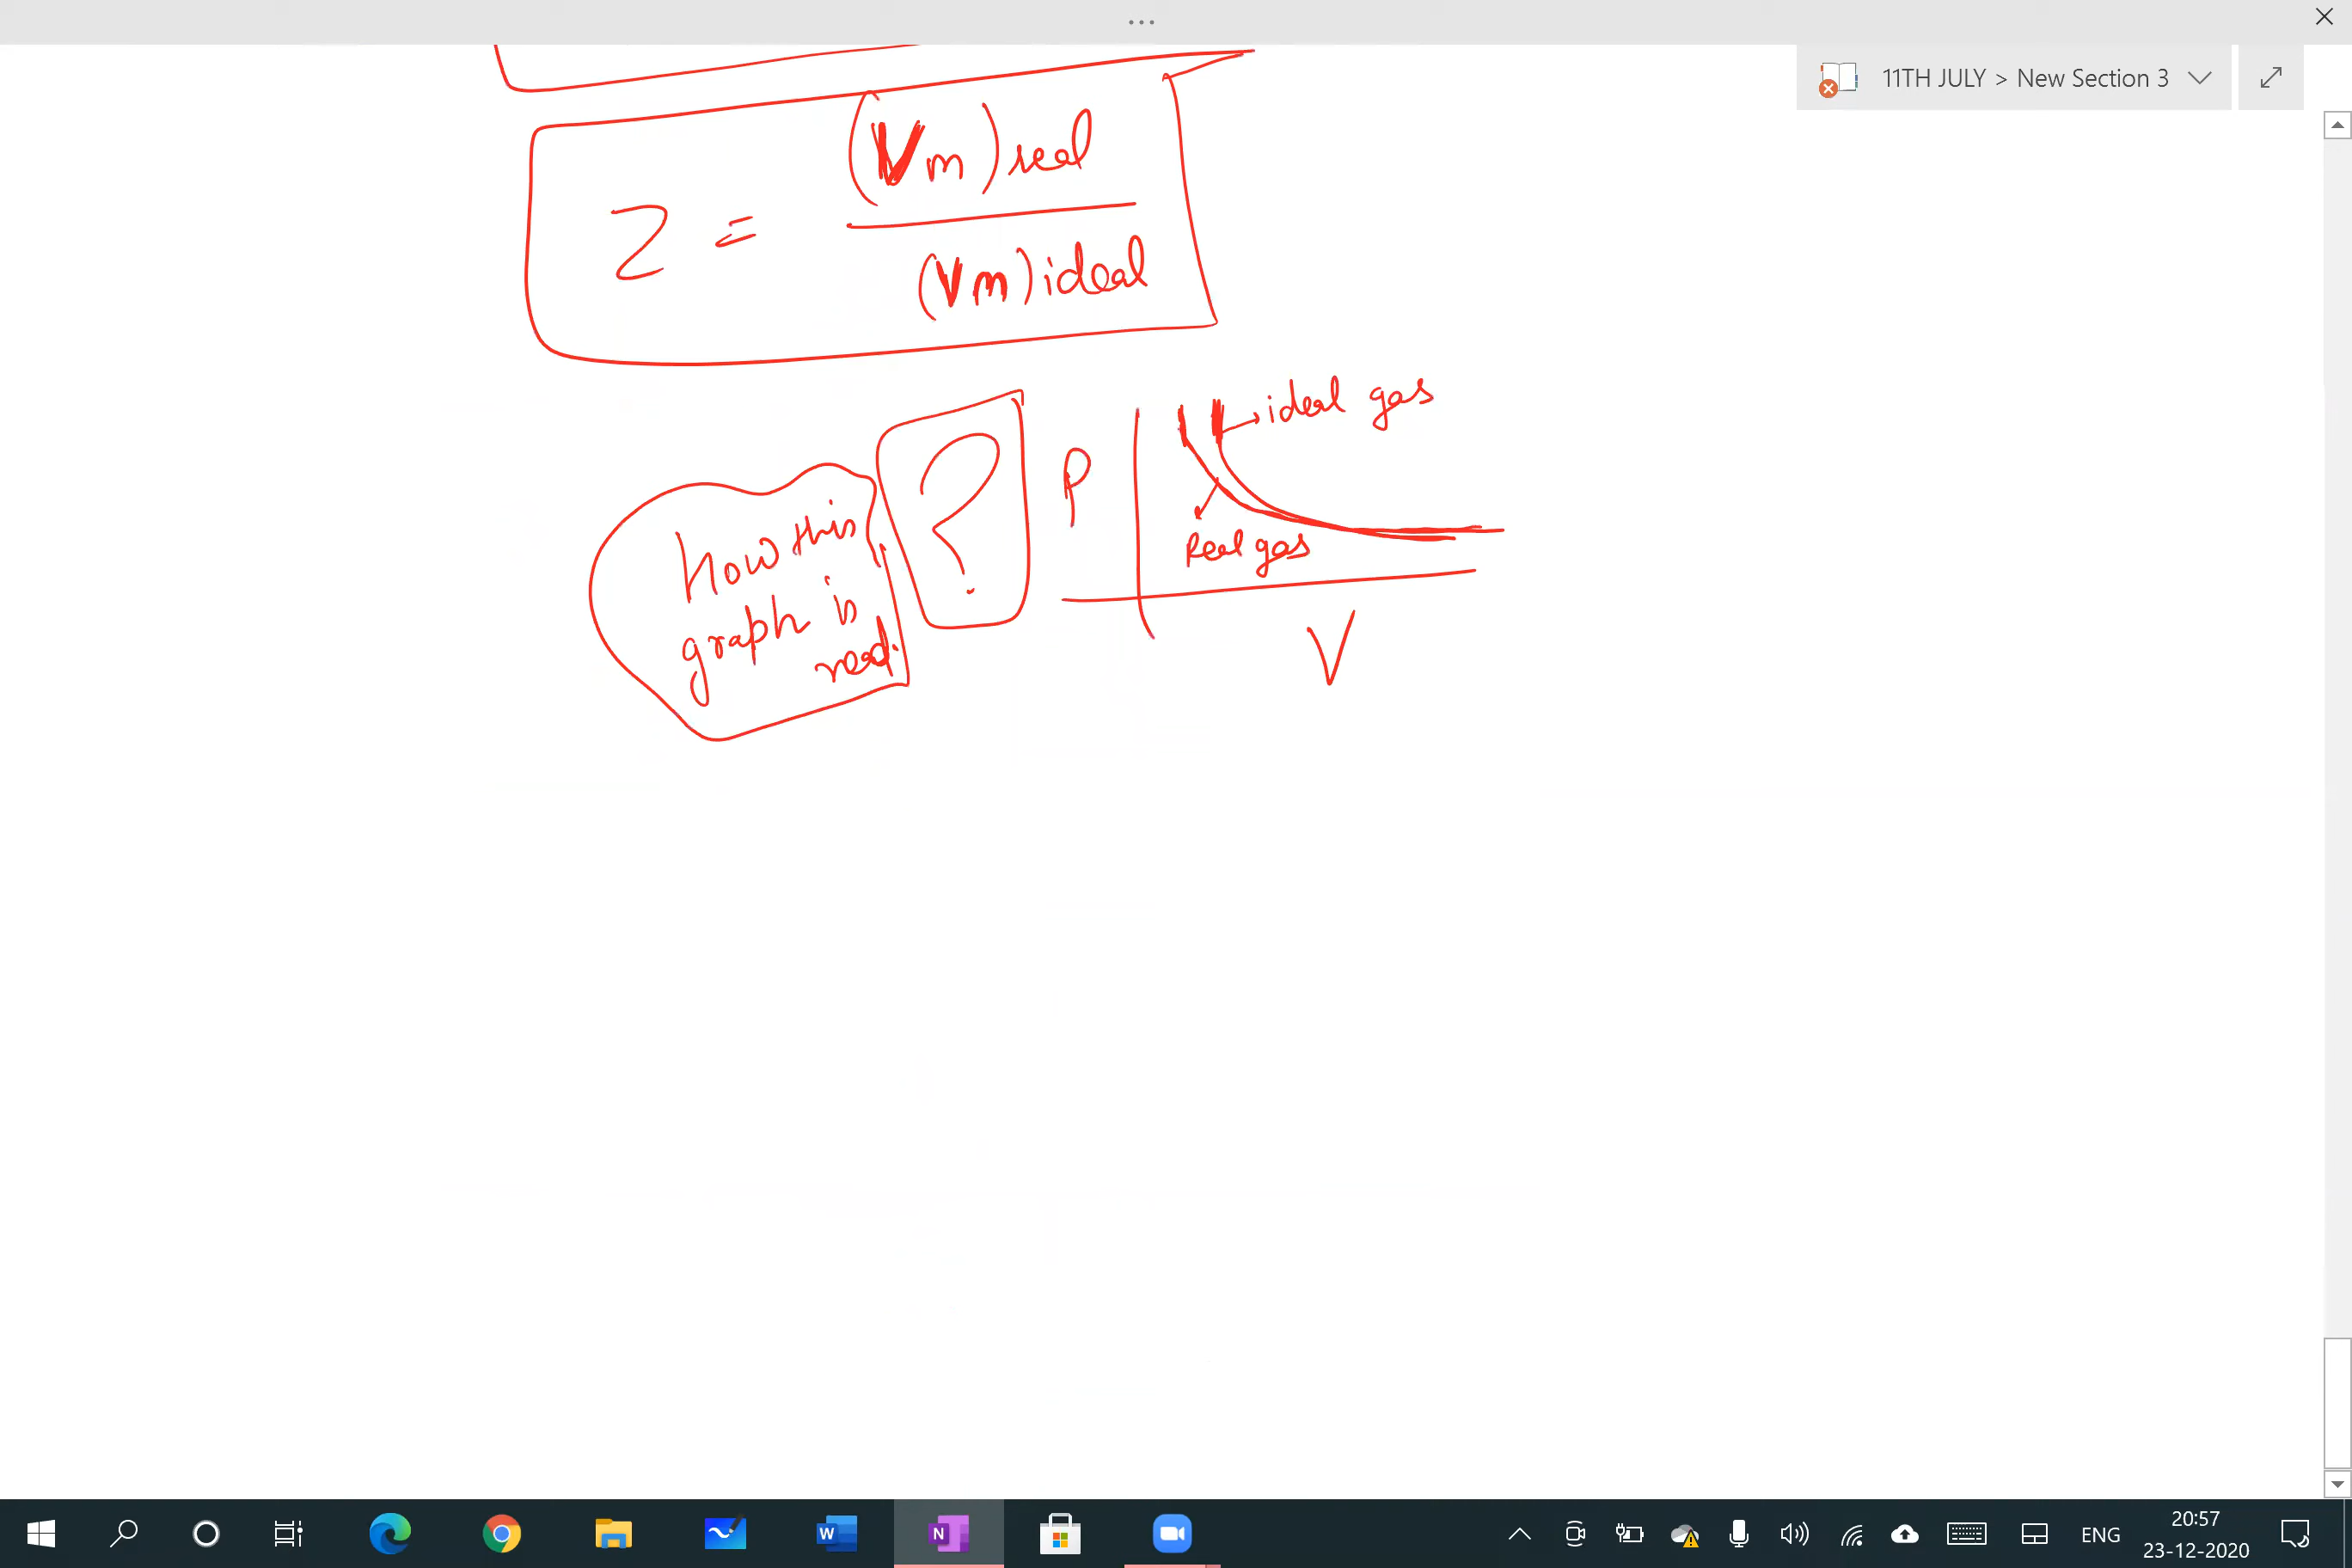 ...
11TH JULY > New Section 3
Z = (Vm) real
(Vm) ideal
→ ideal gas
P
Real gas
V
?
How this
graph is
read.
ENG
20:57
23-12-2020